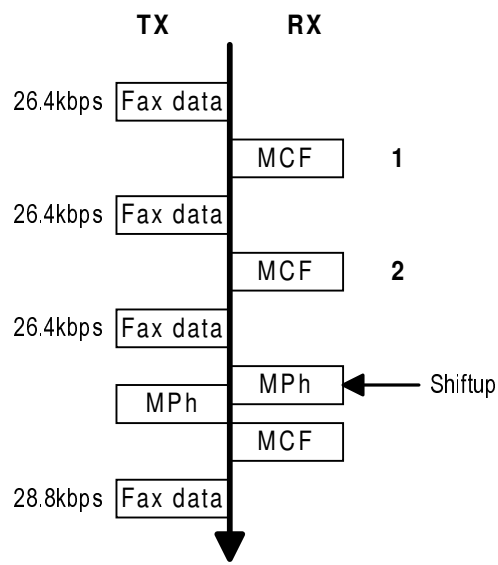 TX RX
26.4kbps Fax data
MCF 1
26.4kbps Fax data
MCF 2
26.4kbps Fax data
MPh Shiftup
MPh
MCF
28.8kbps Fax data